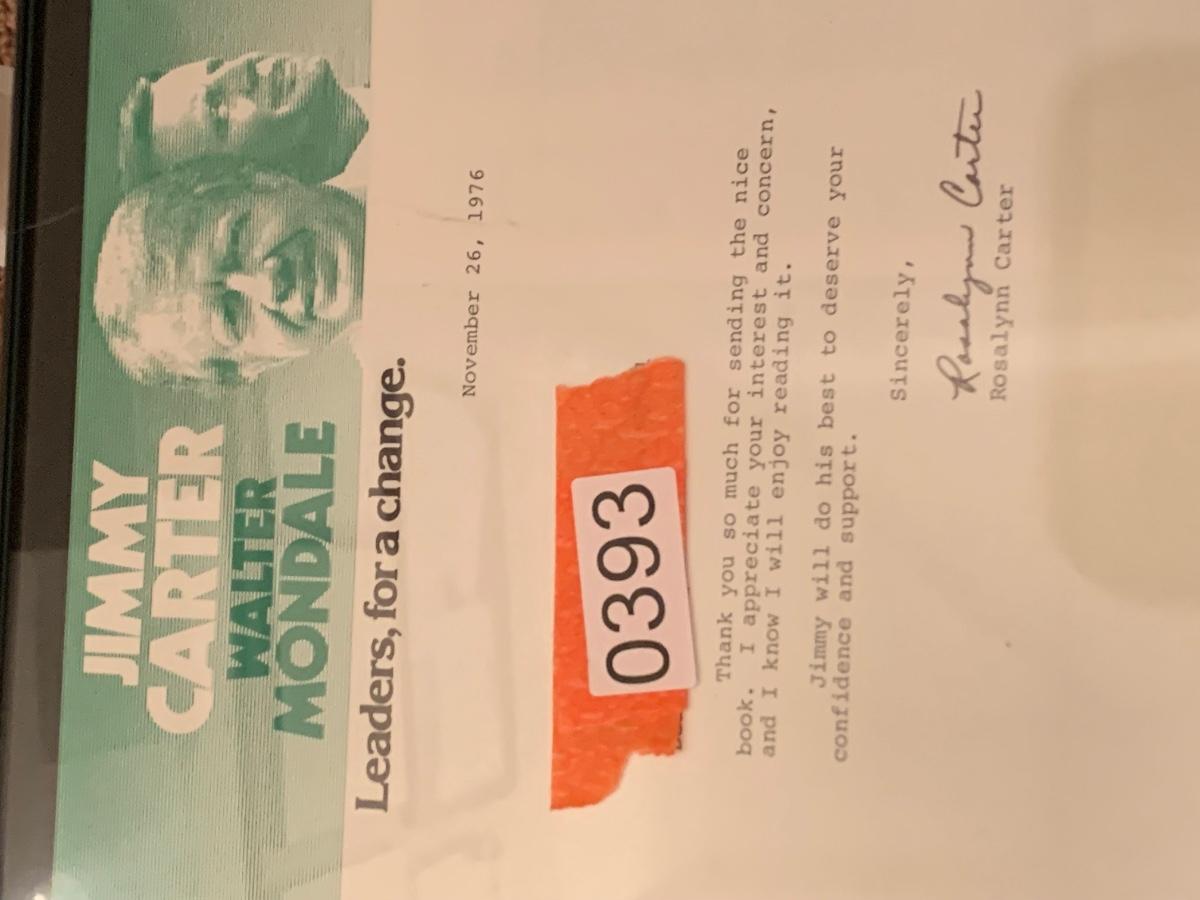 JIMMY
CARTER
WALTER
MONDALE
Leaders, for a change.
November 26, 1976
0393
Thank you so much for sending the nice
book. I appreciate your interest and concern,
and I know I will enjoy reading it.
Jimmy will do his best to deserve your
confidence and support.
Sincerely,
Rosalynn Carter
Rosalynn Carter